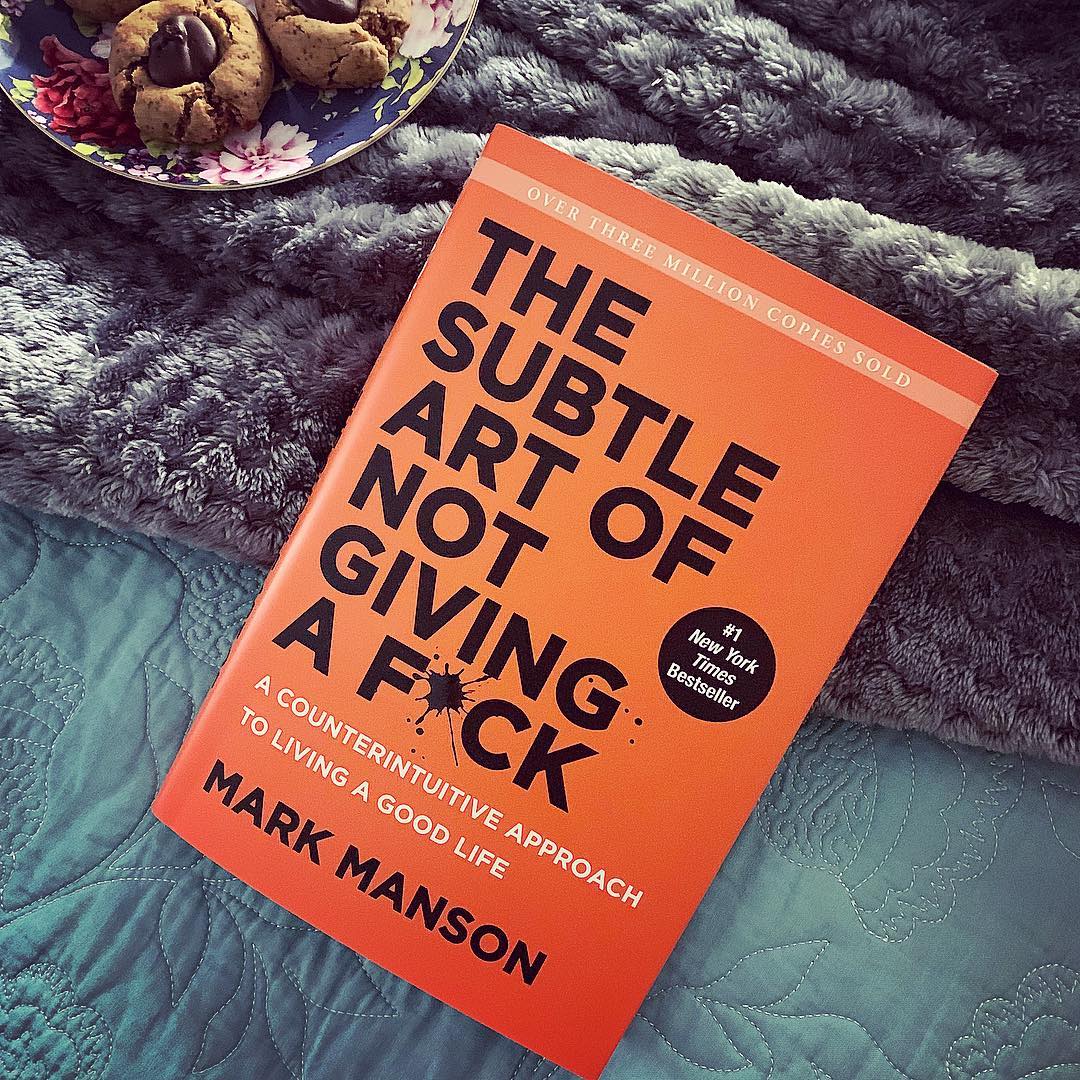 OVER THREE MILLION COPIES SOLD
THE
SUBTLE
ART OF
NOT
GIVING
A F*CK
#1
New York
Times
Bestseller
A COUNTERINTUITIVE APPROACH
TO LIVING A GOOD LIFE
MARK MANSON